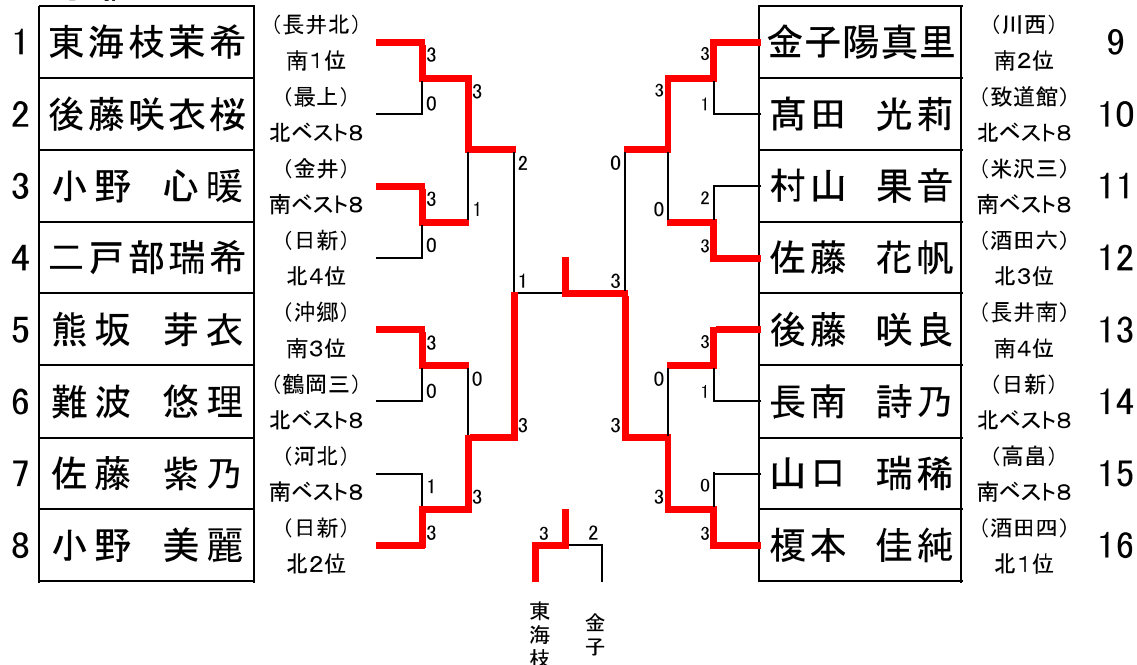 1 東海枝茉希 (長井北) 南1位
2 後藤咲衣桜 (最上) 北ベスト8
3 小野 心暖 (金井) 南ベスト8
4 二戸部瑞希 (日新) 北4位
5 熊坂 芽衣 (沖郷) 南3位
6 難波 悠理 (鶴岡三) 北ベスト8
7 佐藤 紫乃 (河北) 南ベスト8
8 小野 美麗 (日新) 北2位
3
0
3
0
3
0
1
3
3
1
0
3
2
3
1
3
0
3
3
0
0
3
3
1
2
3
3
1
0
3
金子陽真里 (川西) 南2位 9
髙田 光莉 (致道館) 北ベスト8 10
村山 果音 (米沢三) 南ベスト8 11
佐藤 花帆 (酒田六) 北3位 12
後藤 咲良 (長井南) 南4位 13
長南 詩乃 (日新) 北ベスト8 14
山口 瑞稀 (高畠) 南ベスト8 15
榎本 佳純 (酒田四) 北1位 16
3 2
東海枝
金子